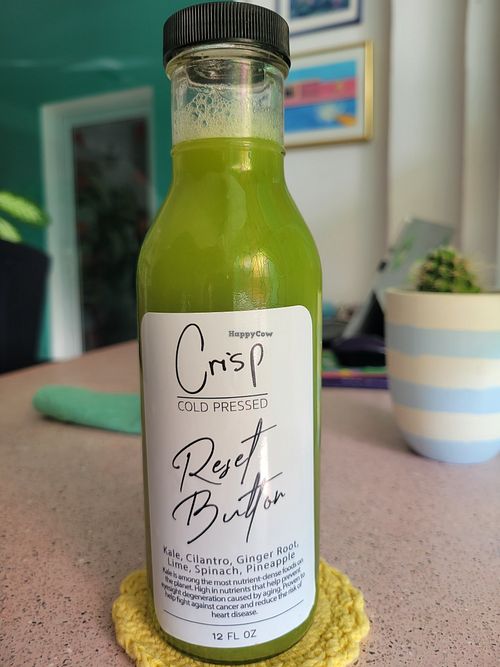 HappyCow
Crisp
COLD PRESSED
Reset
Button
Kale, Cilantro, Ginger Root,
Lime, Spinach, Pineapple
Kale is among the most nutrient-dense foods on
the planet. High in nutrients that help prevent
eyesight degeneration caused by aging. Proven to
help fight against cancer and reduce the risk of
heart disease.
12 FL OZ